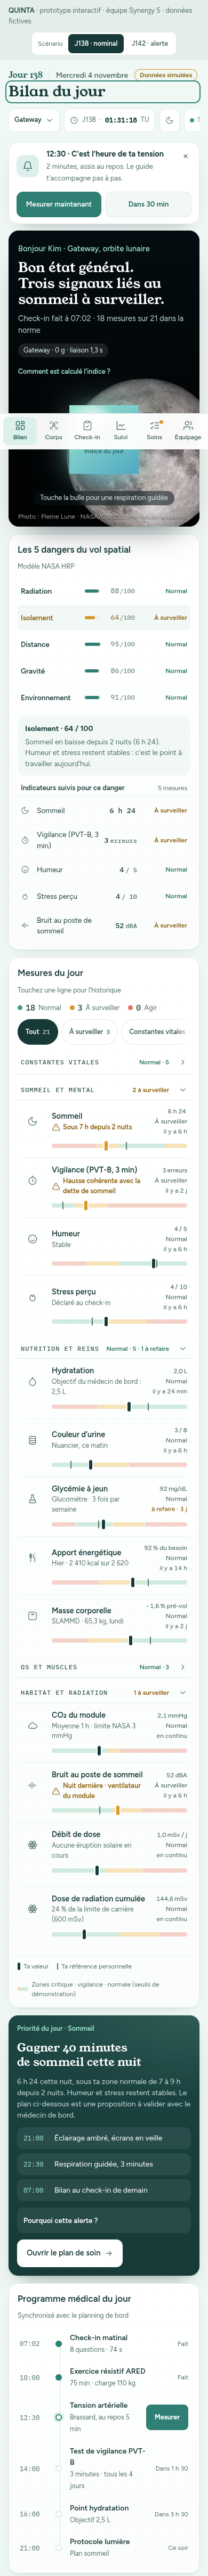 QUINTA · prototype interactif · équipe Synergy 5 · données
fictives
Scénario J138 · nominal J142 · alerte
Jour 138 Mercredi 4 novembre Données simulées
Bilan du jour
Gateway J138 · 01:31:18 TU
12:30 · C'est l'heure de ta tension
2 minutes, assis au repos. Le guide
t'accompagne pas à pas.
Mesurer maintenant Dans 30 min
Bonjour Kim · Gateway, orbite lunaire
Bon état général.
Trois signaux liés au
sommeil à surveiller.
Check-in fait à 07:02 · 18 mesures sur 21 dans la
norme
Gateway · 0 g · liaison 1,3 s
Comment est calculé l'indice ?
Bilan Corps Check-in Suivi Soins Équipage
Indice du jour
Touche la bulle pour une respiration guidée
Photo : Pleine Lune · NASA
Les 5 dangers du vol spatial
Modèle NASA HRP
Radiation 88/100 Normal
Isolement 64/100 À surveiller
Distance 95/100 Normal
Gravité 86/100 Normal
Environnement 91/100 Normal
Isolement · 64 / 100
Sommeil en baisse depuis 2 nuits (6 h 24).
Humeur et stress restent bons : c'est le point à
travailler aujourd'hui.
Indicateurs suivis pour ce danger 5 mesures
Sommeil 6 h 24 À surveiller
Vigilance (PVT-B, 3
min) 3 erreurs À surveiller
Humeur 4 / 5 Normal
Stress perçu 4 / 10 Normal
Bruit au poste de
sommeil 52 dBA À surveiller
Mesures du jour
Touchez une ligne pour l'historique
18 Normal 3 À surveiller 0 Agir
Tout 21 À surveiller 3 Constantes vitales
CONSTANTES VITALES Normal · 5
SOMMEIL ET MENTAL 2 à surveiller
Sommeil
Sous 7 h depuis 2 nuits
6 h 24
À surveiller
il y a 6 h
Vigilance (PVT-B, 3 min)
Hausse cohérente avec la
dette de sommeil
3 erreurs
À surveiller
il y a 2 j
Humeur
Stable
4 / 5
Normal
il y a 6 h
Stress perçu
Déclaré au check-in
4 / 10
Normal
il y a 6 h
NUTRITION ET REINS Normal · 5 · 1 à refaire
Hydratation
Objectif du médecin de bord :
2,5 L
2,0 L
Normal
il y a 24 min
Couleur d'urine
Nuancier, ce matin
3 / 8
Normal
il y a 6 h
Glycémie à jeun
Glucomètre · 3 fois par
semaine
92 mg/dL
Normal
à refaire · 3 j
Apport énergétique
Hier · 2 410 kcal sur 2 620
92 % du besoin
Normal
il y a 14 h
Masse corporelle
SLAMMD · 65,3 kg, lundi
−1,6 % pré-vol
Normal
il y a 2 j
OS ET MUSCLES Normal · 3
HABITAT ET RADIATION 1 à surveiller
CO₂ du module
Moyenne 1 h · limite NASA 3
mmHg
2,1 mmHg
Normal
en continu
Bruit au poste de sommeil
Nuit dernière · ventilateur
du module
52 dBA
À surveiller
il y a 6 h
Débit de dose
Aucune éruption solaire en
cours
1,0 mSv / j
Normal
en continu
Dose de radiation cumulée
24 % de la limite de carrière
(600 mSv)
144,6 mSv
Normal
en continu
Ta valeur Ta référence personnelle
Zones critique · vigilance · normale (seuils de
démonstration)
Priorité du jour · Sommeil
Gagner 40 minutes
de sommeil cette nuit
6 h 24 cette nuit, sous ta zone normale de 7 à 9 h
depuis 2 nuits. Humeur et stress restent stables. Le
plan ci-dessous est une proposition à valider avec le
médecin de bord.
21:00 Éclairage ambré, écrans en veille
22:30 Respiration guidée, 3 minutes
07:00 Bilan au check-in de demain
Pourquoi cette alerte ?
Ouvrir le plan de soin →
Programme médical du jour
Synchronisé avec le planning de bord
07:02 Check-in matinal
8 questions · 74 s
Fait
10:00 Exercice résistif ARED
75 min · charge 110 kg
Fait
12:30 Tension artérielle
Brassard, au repos 5
min
Mesurer
14:00 Test de vigilance PVT-
B
3 minutes · tous les 4
jours
Dans 1 h 30
16:00 Point hydratation
Objectif 2,5 L
Dans 3 h 30
21:00 Protocole lumière
Plan sommeil
Ce soir